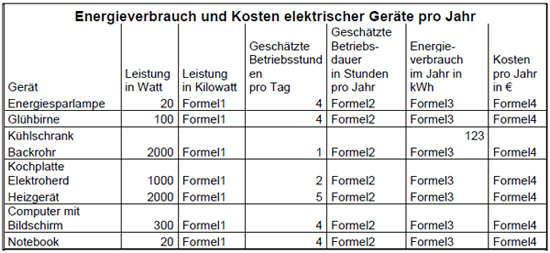 Energieverbrauch und Kosten elektrischer Geräte pro Jahr
Gerät Leistung in Watt Leistung in Kilowatt Geschätzte Betriebsstund en pro Tag Geschätzte Betriebs- dauer in Stunden pro Jahr Energie- verbrauch im Jahr in kWh Kosten pro Jahr in €
Energiesparlampe 20 Formel1 4 Formel2 Formel3 Formel4
Glühbirne 100 Formel1 4 Formel2 Formel3 Formel4
Kühlschrank 123
Backrohr 2000 Formel1 1 Formel2 Formel3 Formel4
Kochplatte
Elektroherd 1000 Formel1 2 Formel2 Formel3 Formel4
Heizgerät 2000 Formel1 5 Formel2 Formel3 Formel4
Computer mit
Bildschirm 300 Formel1 4 Formel2 Formel3 Formel4
Notebook 20 Formel1 4 Formel2 Formel3 Formel4